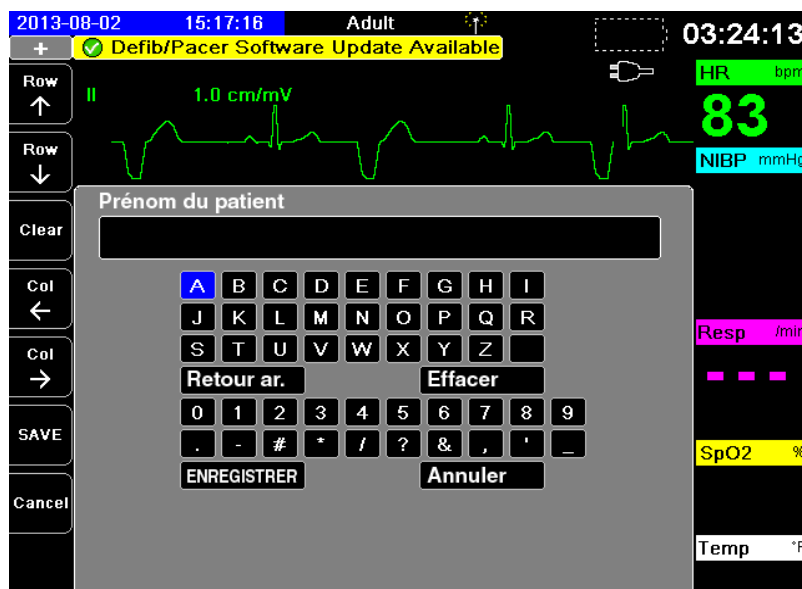 2013-08-02 15:17:16 Adult
03:24:13
+ Defib/Pacer Software Update Available
Row
↑
II 1.0 cm/mV
HR bpm
83
Row
↓
NIBP mmHg
Prénom du patient
Clear
Col
←
A B C D E F G H I
J K L M N O P Q R
S T U V W X Y Z
Col
→
Resp /min
- - -
Retour ar. Effacer
0 1 2 3 4 5 6 7 8 9
. - # * / ? & , ' _
SAVE
SpO2 %
ENREGISTRER Annuler
Cancel
Temp °F